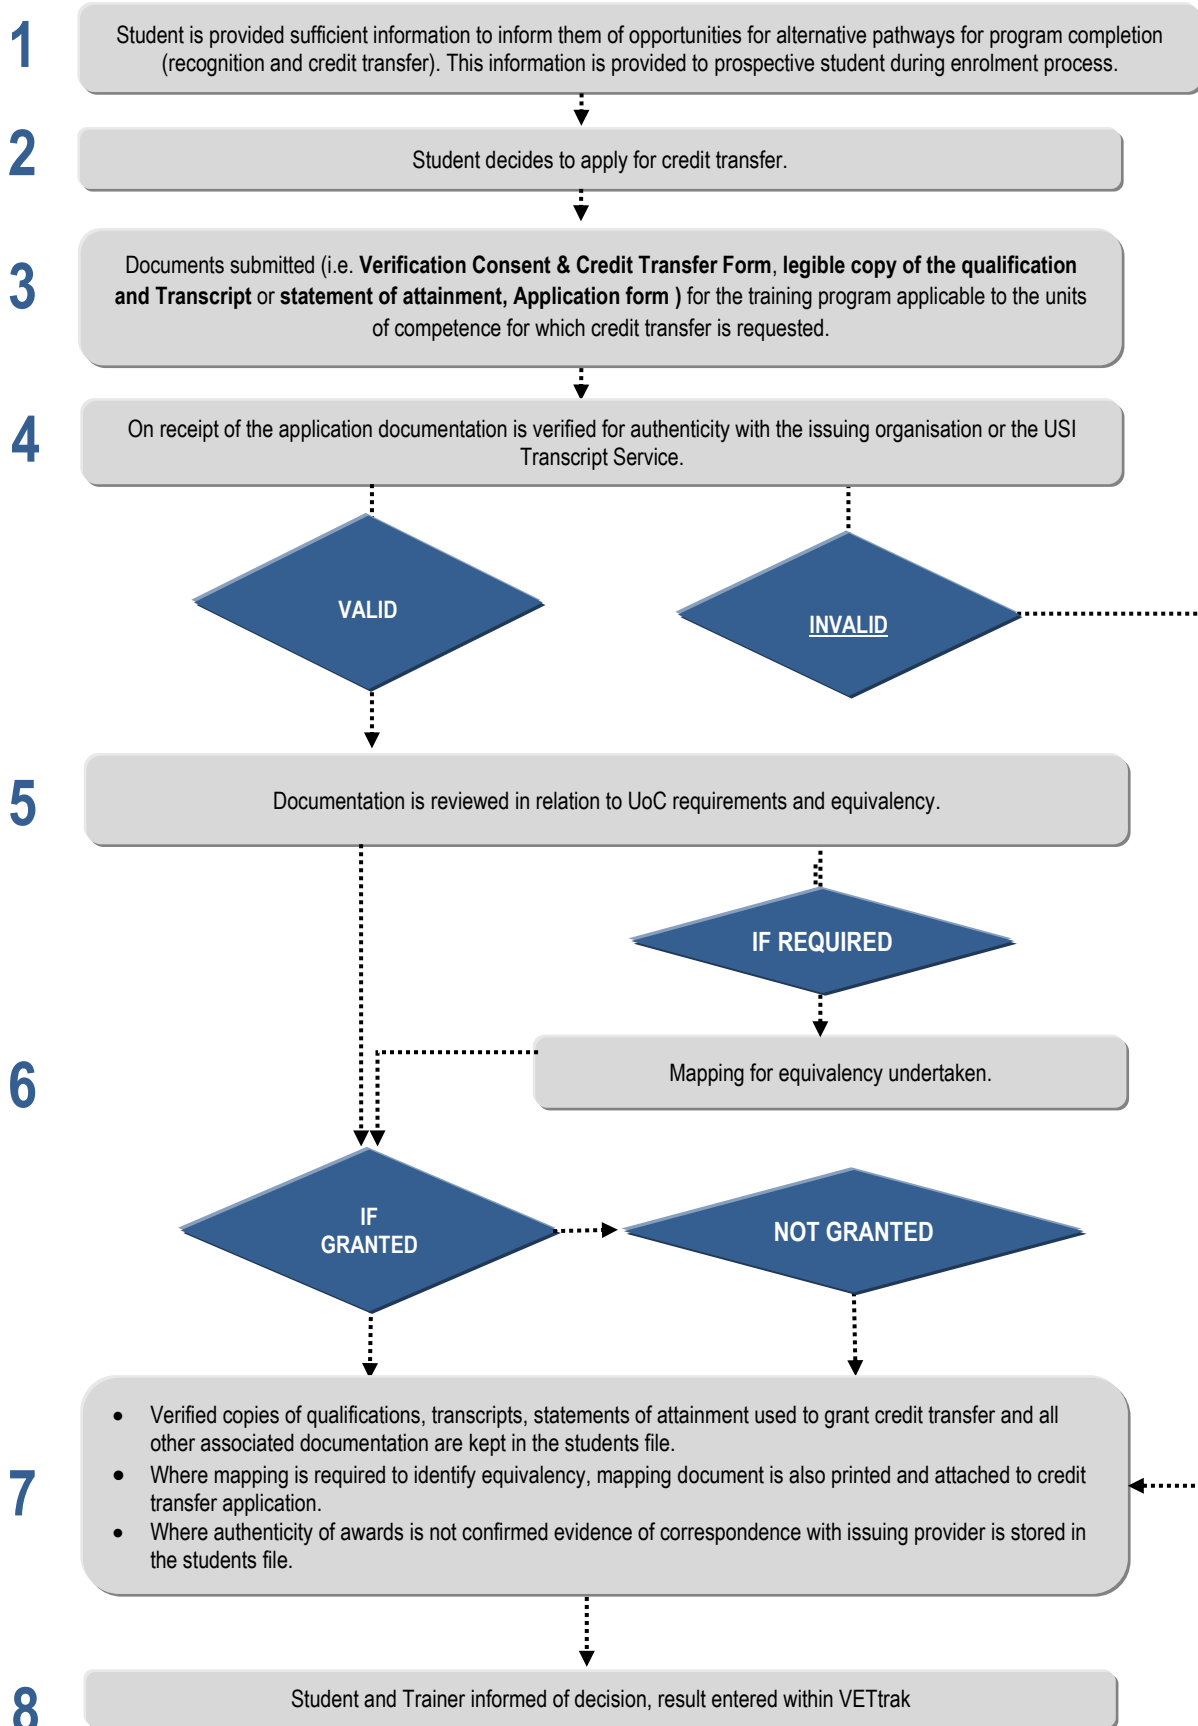 1
Student is provided sufficient information to inform them of opportunities for alternative pathways for program completion
(recognition and credit transfer). This information is provided to prospective student during enrolment process.
2
Student decides to apply for credit transfer.
3
Documents submitted (i.e. Verification Consent & Credit Transfer Form, legible copy of the qualification
and Transcript or statement of attainment, Application form ) for the training program applicable to the units
of competence for which credit transfer is requested.
4
On receipt of the application documentation is verified for authenticity with the issuing organisation or the USI
Transcript Service.
VALID
INVALID
5
Documentation is reviewed in relation to UoC requirements and equivalency.
IF REQUIRED
6
Mapping for equivalency undertaken.
IF
GRANTED
NOT GRANTED
7
• Verified copies of qualifications, transcripts, statements of attainment used to grant credit transfer and all
other associated documentation are kept in the students file.
• Where mapping is required to identify equivalency, mapping document is also printed and attached to credit
transfer application.
• Where authenticity of awards is not confirmed evidence of correspondence with issuing provider is stored in
the students file.
8
Student and Trainer informed of decision, result entered within VETtrak